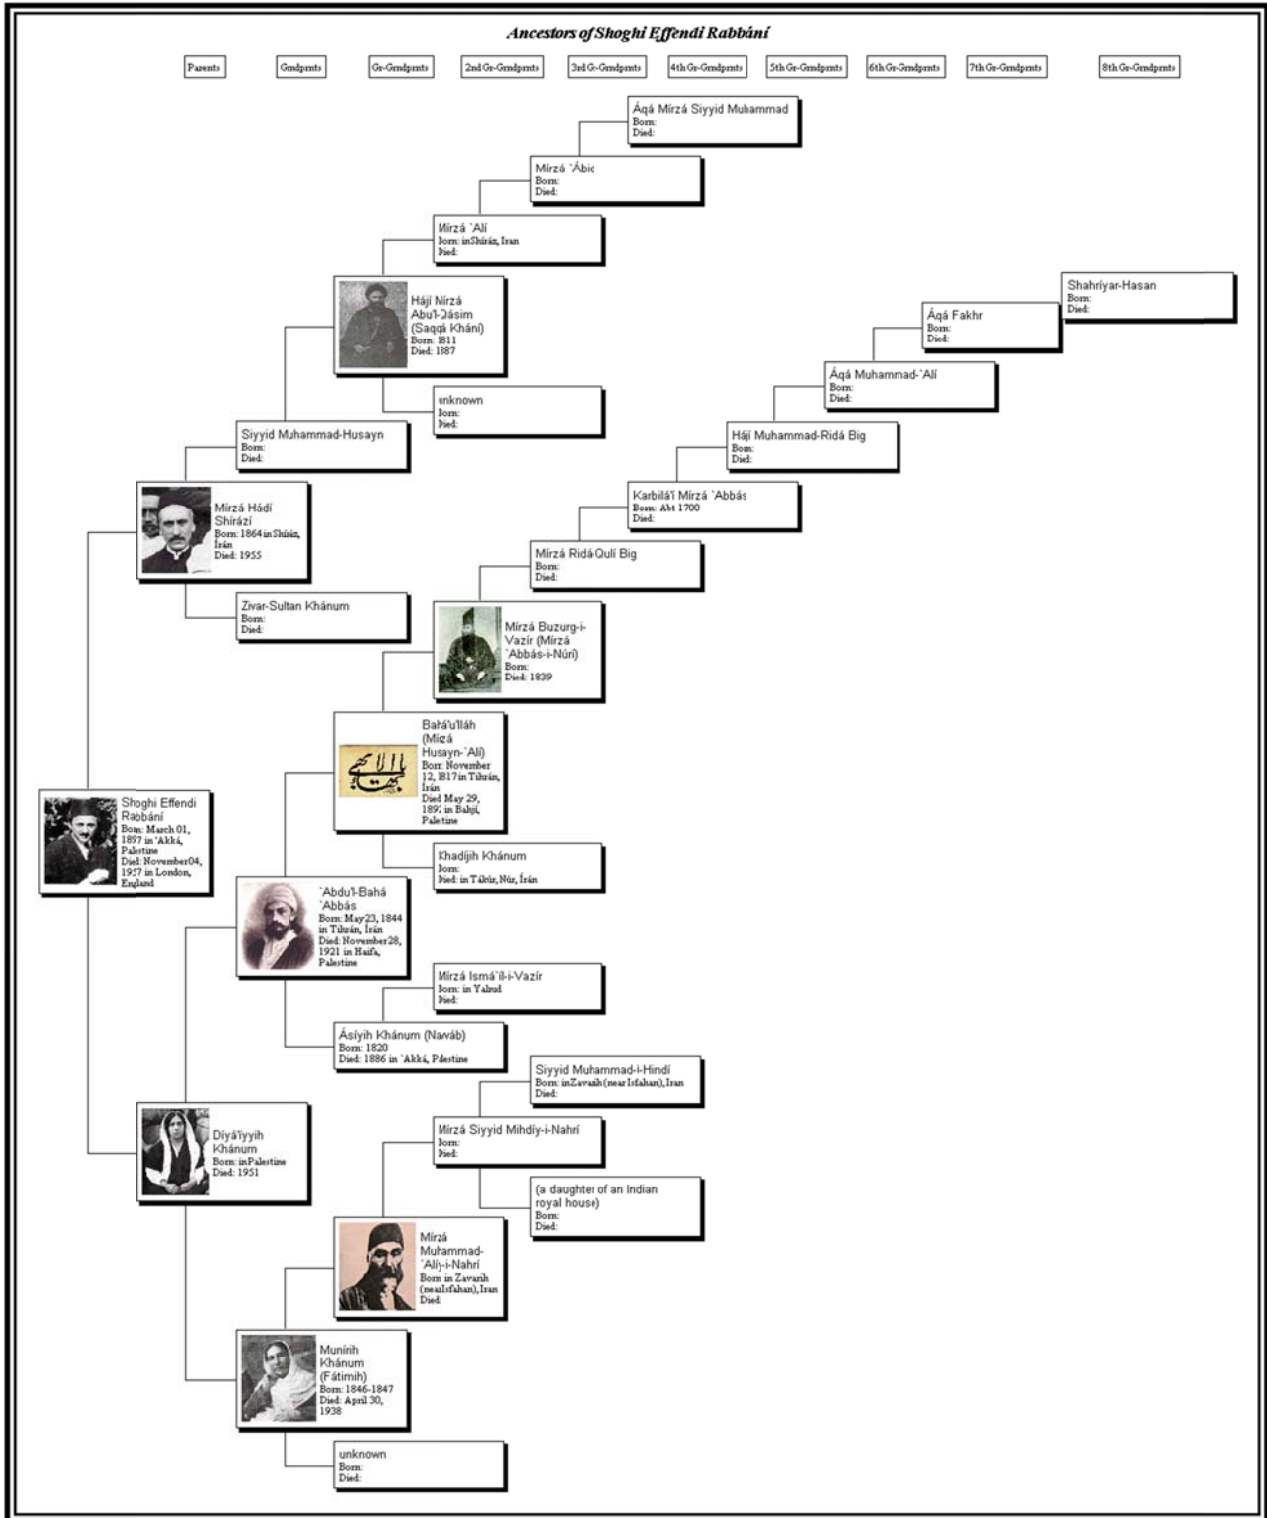 Ancestors of Shoghi Effendi Rabbání
Parents
Grndprnts
Gr-Grndprnts
2nd Gr-Grndprnts
3rd Gr-Grndprnts
4th Gr-Grndprnts
5th Gr-Grndprnts
6th Gr-Grndprnts
7th Gr-Grndprnts
8th Gr-Grndprnts
Áqá Mírzá Siyyid Muhammad
Born:
Died:
Mírzá `Ábid
Born:
Died:
Mírzá `Alí
Born: in Shíráz, Íran
Died:
Hájí Mírzá
Abu'l-Qásim
(Saqqá Khání)
Born: 1811
Died: 1887
Shahríyar-Hasan
Born:
Died:
Áqá Fakhr
Born:
Died:
Áqá Muhammad-`Alí
Born:
Died:
unknown
Born:
Died:
Siyyid Muhammad-Husayn
Born:
Died:
Hájí Muhammad-Ridá Big
Born:
Died:
Mírzá Hádí
Shírází
Born: 1864 in Shíráz,
Írán
Died: 1955
Karbilá'í Mírzá `Abbás
Born: Abt 1700
Died:
Mírzá Ridá-Qulí Big
Born:
Died:
Zivar-Sultan Khánum
Born:
Died:
Mírzá Buzurg-i-
Vazír (Mírzá
`Abbás-i-Núrí)
Born:
Died: 1839
Bahá'u'lláh
(Mírzá
Husayn-`Alí)
Born: November
12, 1817 in Tihrán,
Írán
Died: May 29,
1892 in Bahjí,
Paletine
Shoghi Effendi
Rabbání
Born: March 01,
1897 in 'Akká,
Palestine
Died: November 04,
1957 in London,
England
Khadíjih Khánum
Born:
Died: in Tákúr, Núr, Írán
`Abdu'l-Bahá
`Abbás
Born: May 23, 1844
in Tihrán, Írán
Died: November 28,
1921 in Haifa,
Palestine
Mírzá Ismá`íl-i-Vazír
Born: in Yalrud
Died:
Ásíyih Khánum (Navváb)
Born: 1820
Died: 1886 in `Akká, Palestine
Siyyid Muhammad-i-Hindí
Born: in Zavarih (near Isfahan), Iran
Died:
Díyá'íyyih
Khánum
Born: in Palestine
Died: 1951
Mírzá Siyyid Mihdíy-i-Nahrí
Born:
Died:
(a daughter of an Indian
royal house)
Born:
Died:
Mírzá
Muhammad-
`Alíy-i-Nahrí
Born: in Zavarih
(near Isfahan), Iran
Died:
Munírih
Khánum
(Fátimih)
Born: 1846-1847
Died: April 30,
1938
unknown
Born:
Died: